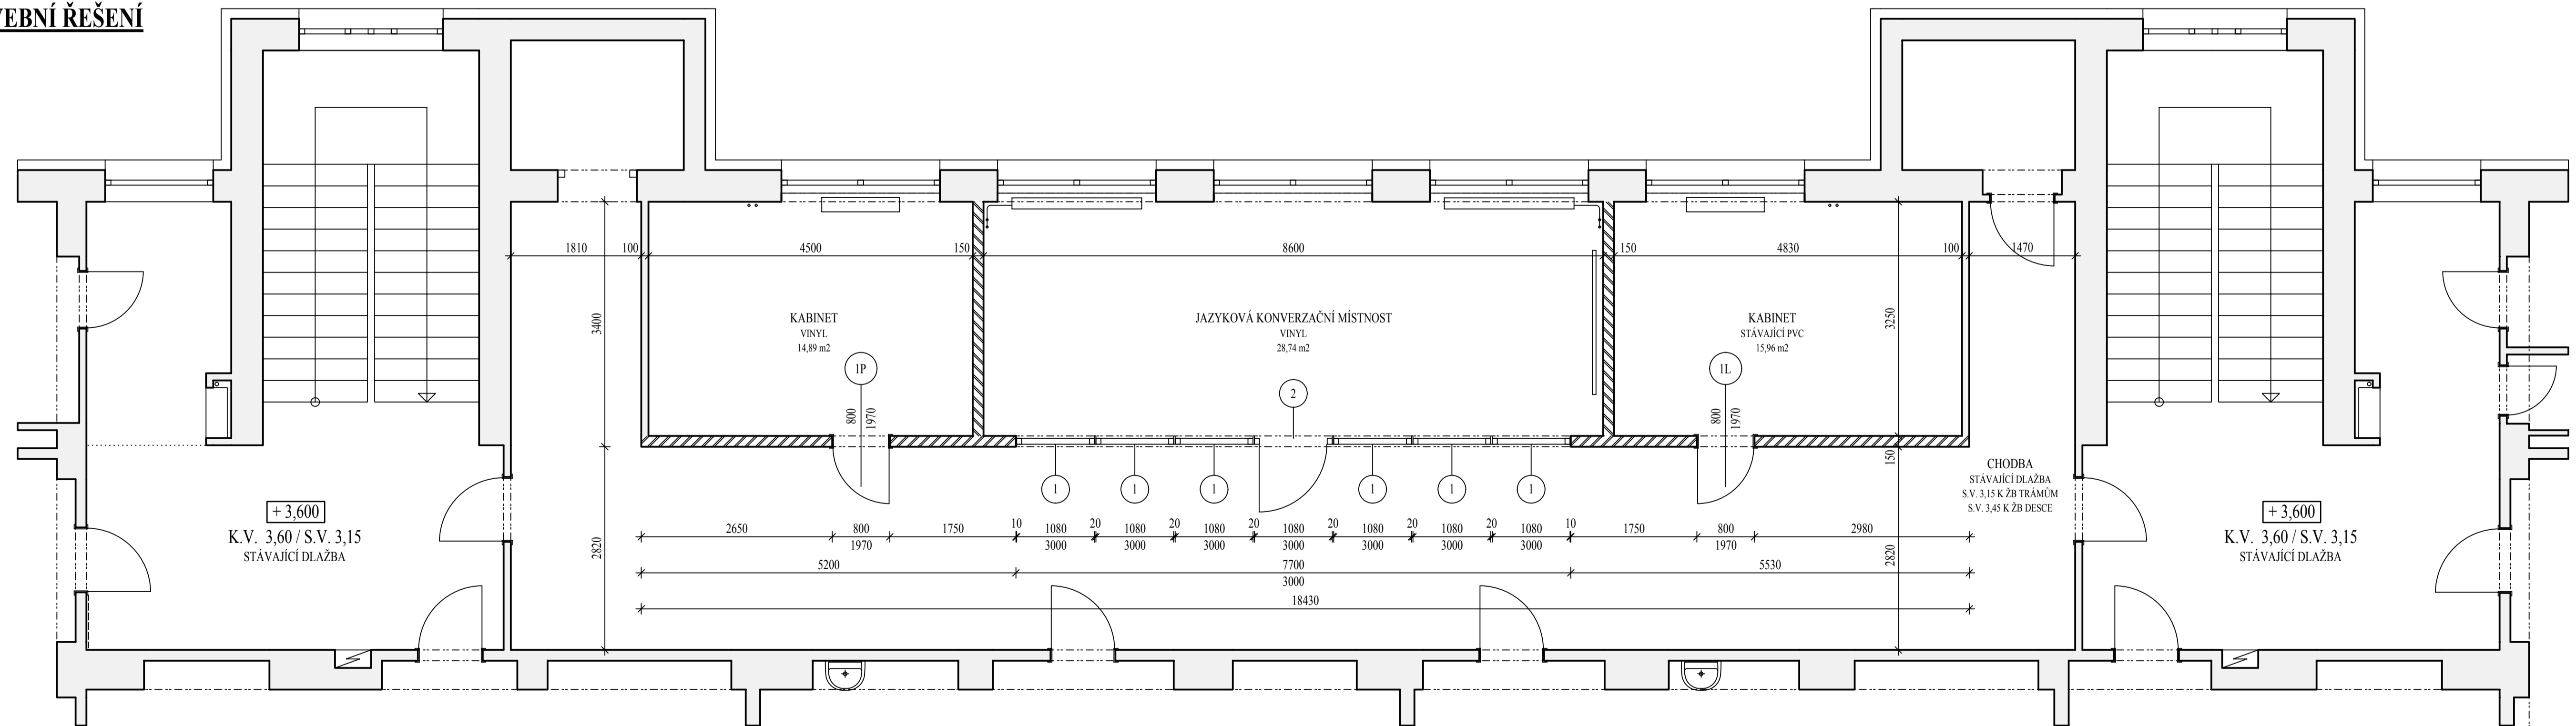 VEBNÍ ŘEŠENÍ
1810
100
4500
150
8600
150
4830
100
1470
3400
KABINET
VINYL
14,89 m2
JAZYKOVÁ KONVERZAČNÍ MÍSTNOST
VINYL
28,74 m2
KABINET
STÁVAJÍCÍ PVC
15,96 m2
3250
1P
800
1970
2
1L
800
1970
150
1
1
1
1
1
1
CHODBA
STÁVAJÍCÍ DLAŽBA
S.V. 3,15 K ŽB TRÁMŮM
S.V. 3,45 K ŽB DESCE
+ 3,600
K.V. 3,60 / S.V. 3,15
STÁVAJÍCÍ DLAŽBA
+ 3,600
K.V. 3,60 / S.V. 3,15
STÁVAJÍCÍ DLAŽBA
2820
2650 800 1750 10 1080 20 1080 20 1080 20 1080 20 1080 20 1080 20 1080 10 1750 800 2980
1970 3000 3000 3000 3000 3000 3000 3000 1970
2820
5200 7700 5530
3000
18430